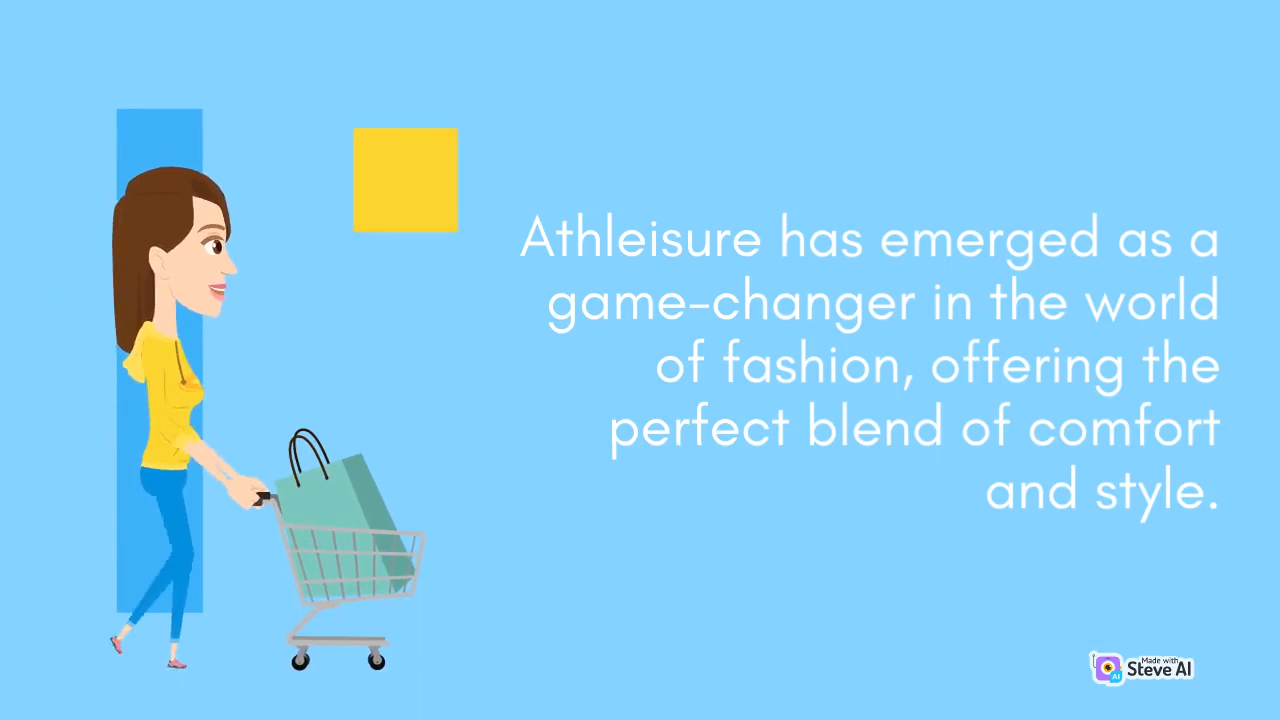 Athleisure has emerged as a
game-changer in the world
of fashion, offering the
perfect blend of comfort
and style.
Made with
Steve AI
AI